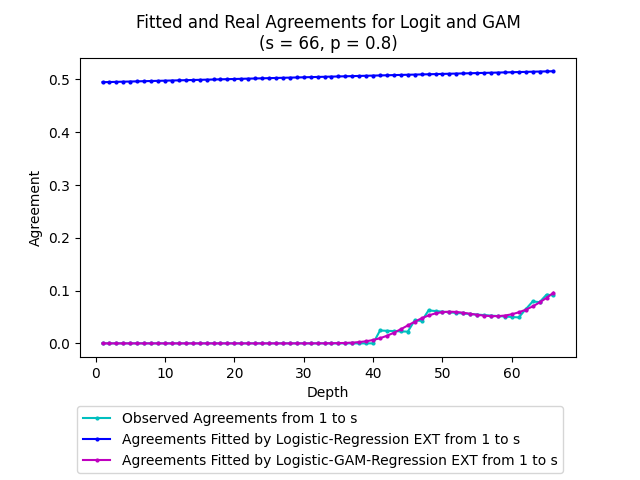 Fitted and Real Agreements for Logit and GAM
(s = 66, p = 0.8)
0.5
0.4
0.3
0.2
0.1
0.0
Agreement
0 10 20 30 40 50 60
Depth
Observed Agreements from 1 to s
Agreements Fitted by Logistic-Regression EXT from 1 to s
Agreements Fitted by Logistic-GAM-Regression EXT from 1 to s